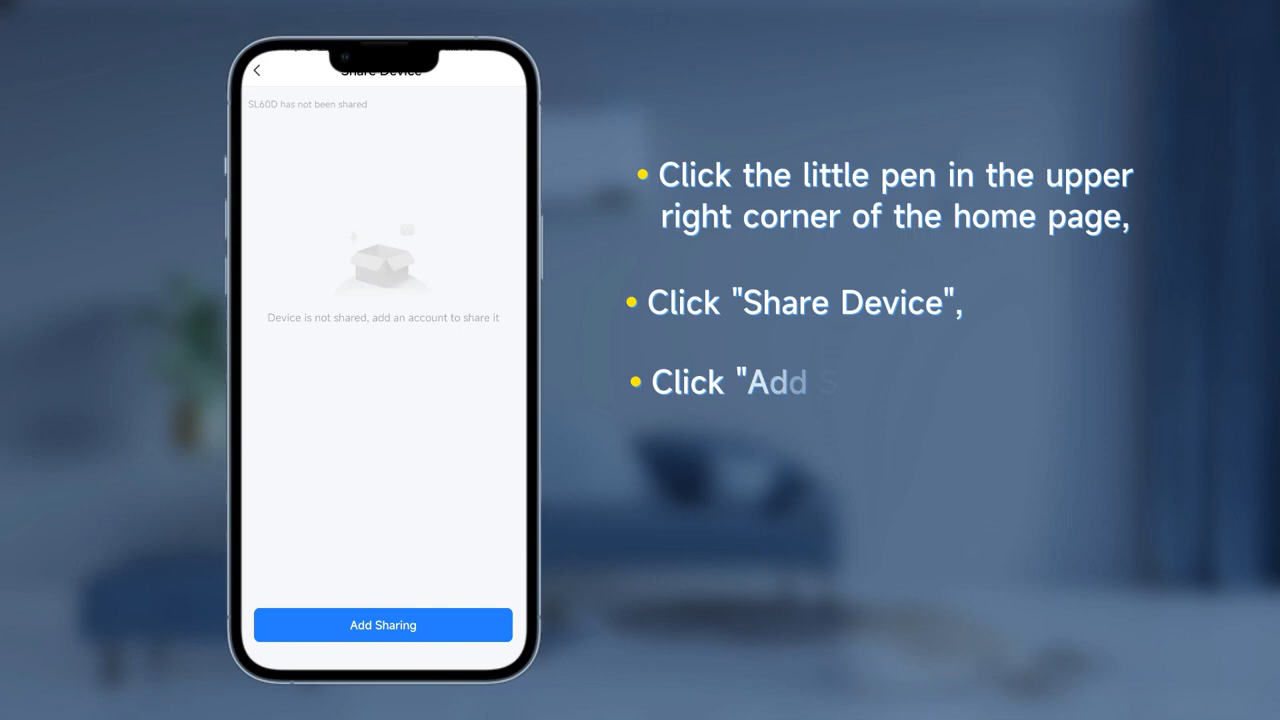 Share Device
SL60D has not been shared
Device is not shared, add an account to share it
Add Sharing
• Click the little pen in the upper
right corner of the home page,
• Click "Share Device",
• Click "Add S